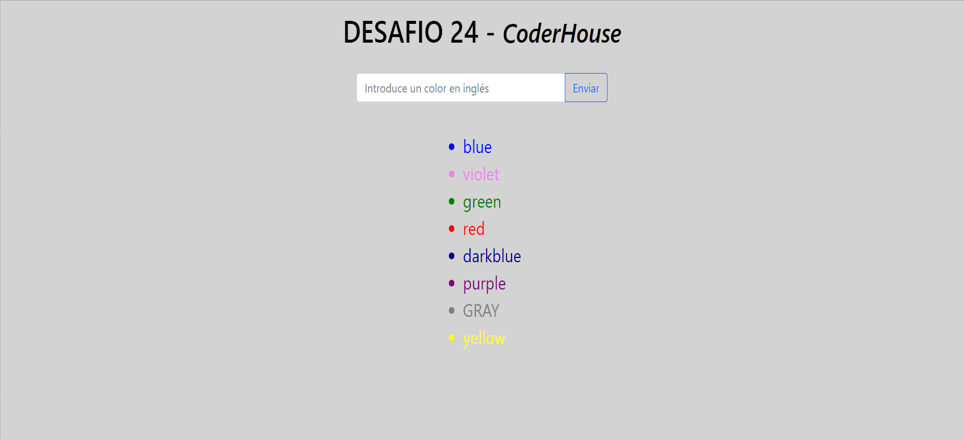 DESAFIO 24 - CoderHouse
Introduce un color en inglés
Enviar
blue
violet
green
red
darkblue
purple
GRAY
yellow